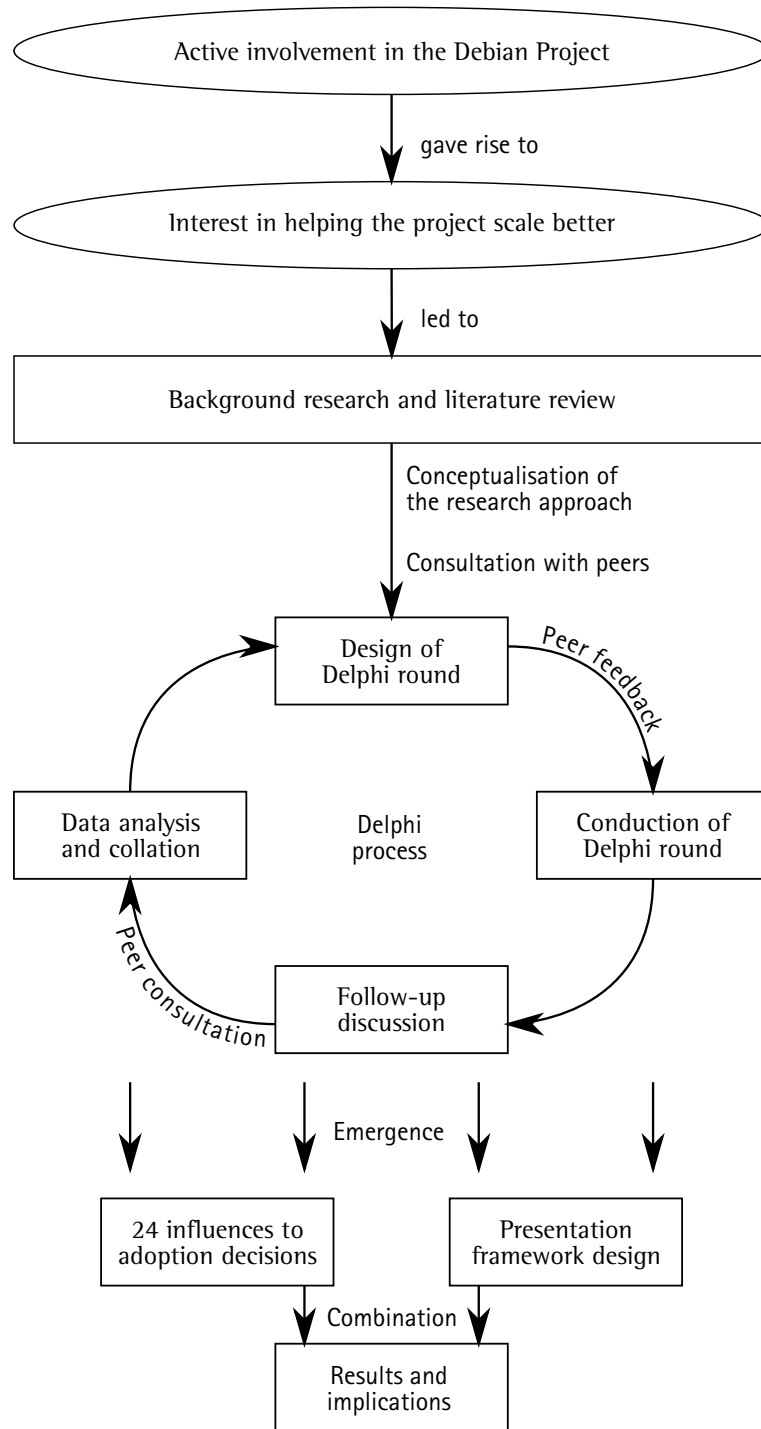 Active involvement in the Debian Project
gave rise to
Interest in helping the project scale better
led to
Background research and literature review
Conceptualisation of
the research approach
Consultation with peers
Design of
Delphi round
Peer feedback
Data analysis
and collation
Delphi
process
Conduction of
Delphi round
Peer consultation
Follow-up
discussion
Emergence
24 influences to
adoption decisions
Presentation
framework design
Combination
Results and
implications